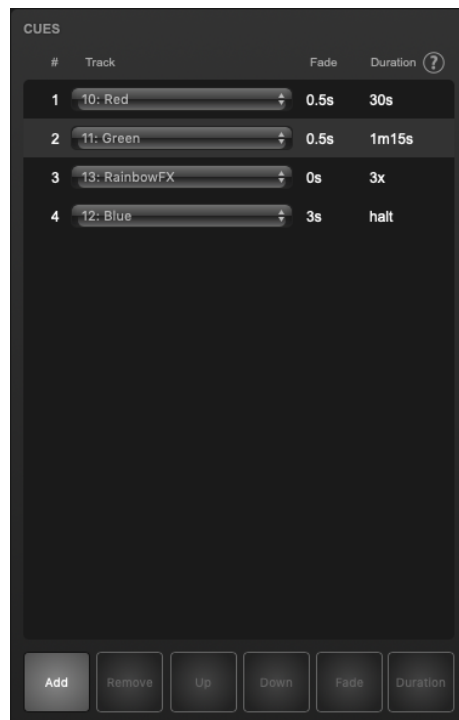 CUES
# Track Fade Duration ?
1 10: Red 0.5s 30s
2 11: Green 0.5s 1m15s
3 13: RainbowFX 0s 3x
4 12: Blue 3s halt
Add Remove Up Down Fade Duration